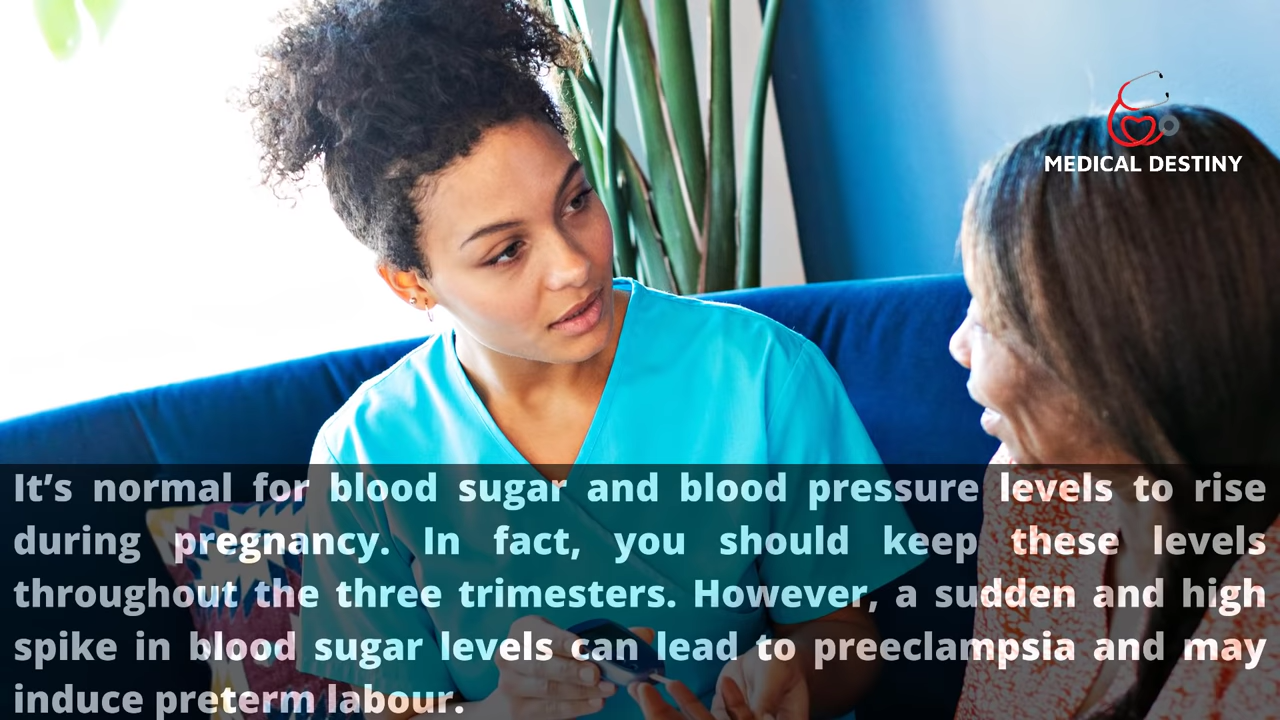 MEDICAL DESTINY
It’s normal for blood sugar and blood pressure levels to rise
during pregnancy. In fact, you should keep these levels
throughout the three trimesters. However, a sudden and high
spike in blood sugar levels can lead to preeclampsia and may
induce preterm labour.